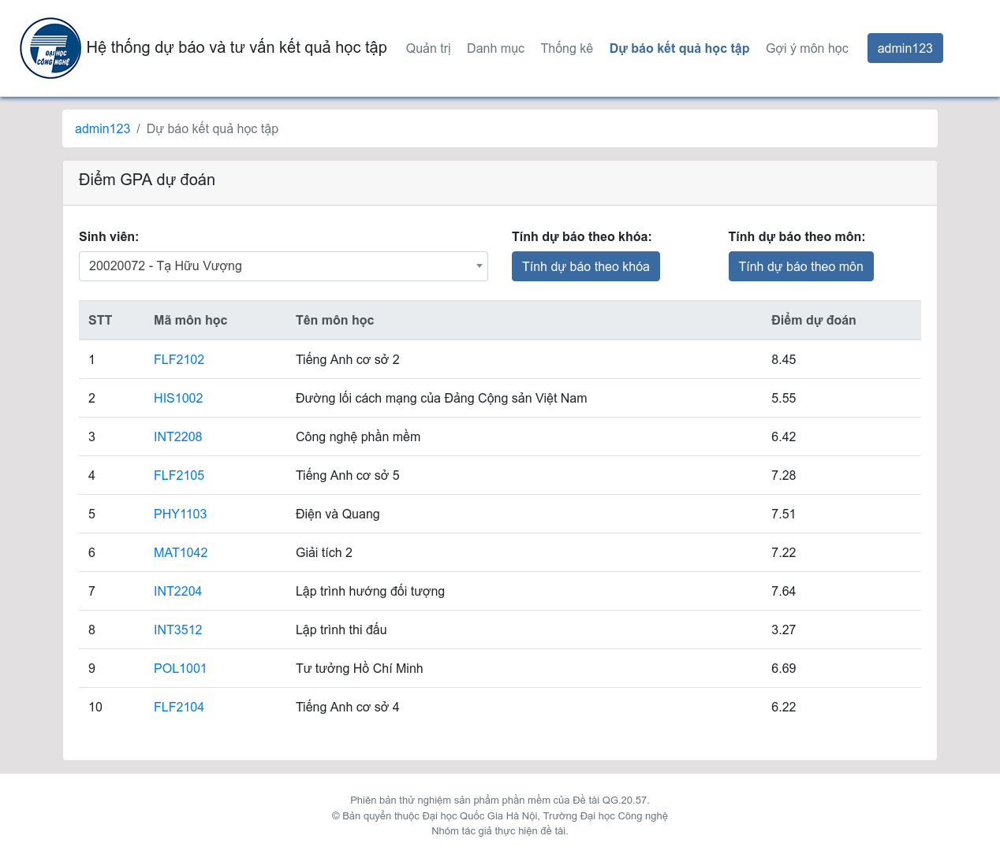 ĐẠI HỌC
CÔNG NGHỆ
Hệ thống dự báo và tư vấn kết quả học tập
Quản trị
Danh mục
Thống kê
Dự báo kết quả học tập
Gợi ý môn học
admin123
admin123 / Dự báo kết quả học tập
Điểm GPA dự đoán
Sinh viên:
20020072 - Tạ Hữu Vượng
Tính dự báo theo khóa:
Tính dự báo theo khóa
Tính dự báo theo môn:
Tính dự báo theo môn
STT Mã môn học Tên môn học Điểm dự đoán
1 FLF2102 Tiếng Anh cơ sở 2 8.45
2 HIS1002 Đường lối cách mạng của Đảng Cộng sản Việt Nam 5.55
3 INT2208 Công nghệ phần mềm 6.42
4 FLF2105 Tiếng Anh cơ sở 5 7.28
5 PHY1103 Điện và Quang 7.51
6 MAT1042 Giải tích 2 7.22
7 INT2204 Lập trình hướng đối tượng 7.64
8 INT3512 Lập trình thi đấu 3.27
9 POL1001 Tư tưởng Hồ Chí Minh 6.69
10 FLF2104 Tiếng Anh cơ sở 4 6.22
Phiên bản thử nghiệm sản phẩm phần mềm của Đề tài QG.20.57.
© Bản quyền thuộc Đại học Quốc Gia Hà Nội, Trường Đại học Công nghệ
Nhóm tác giả thực hiện đề tài.